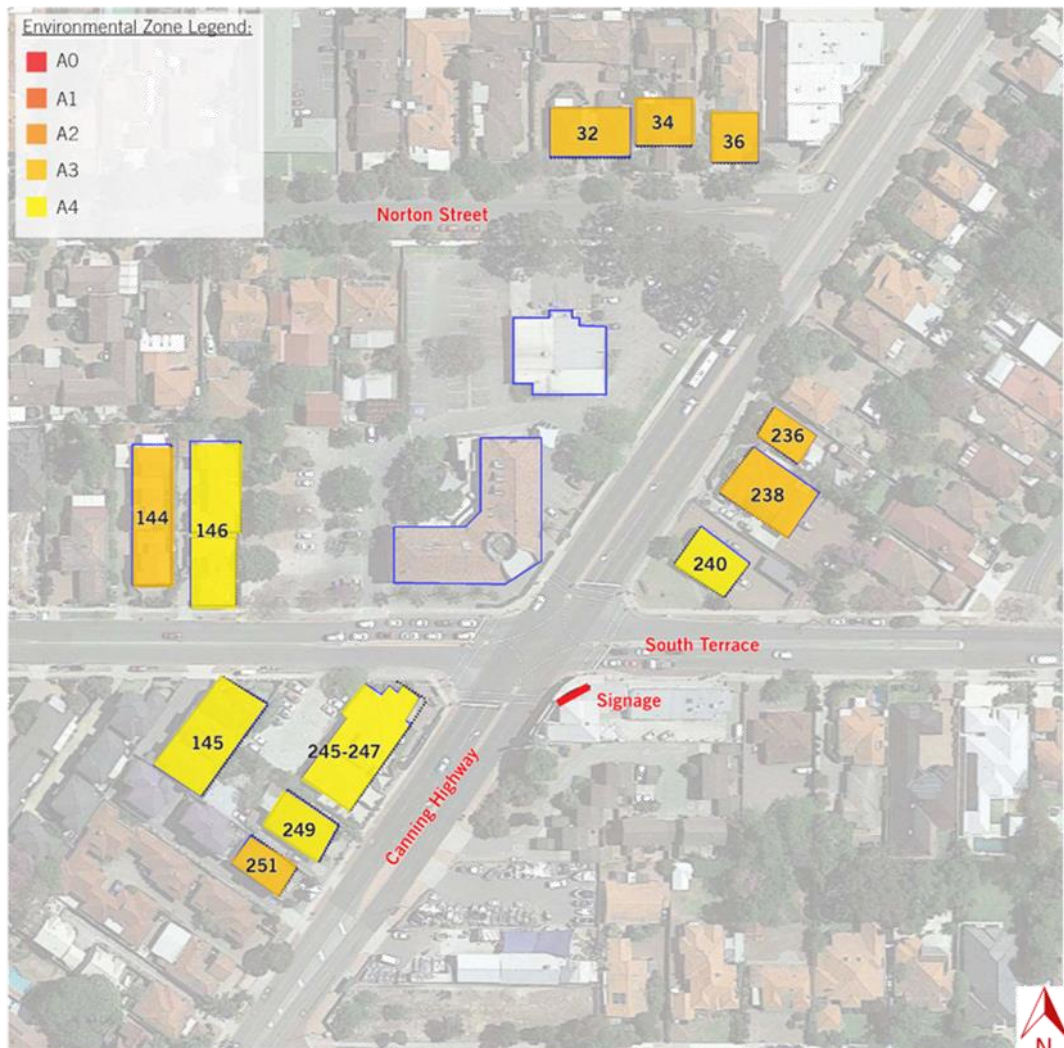 Environmental Zone Legend:
A0
A1
A2
A3
A4
32
34
36
Norton Street
236
238
144
146
240
South Terrace
Signage
145
245-247
249
251
Canning Highway
N